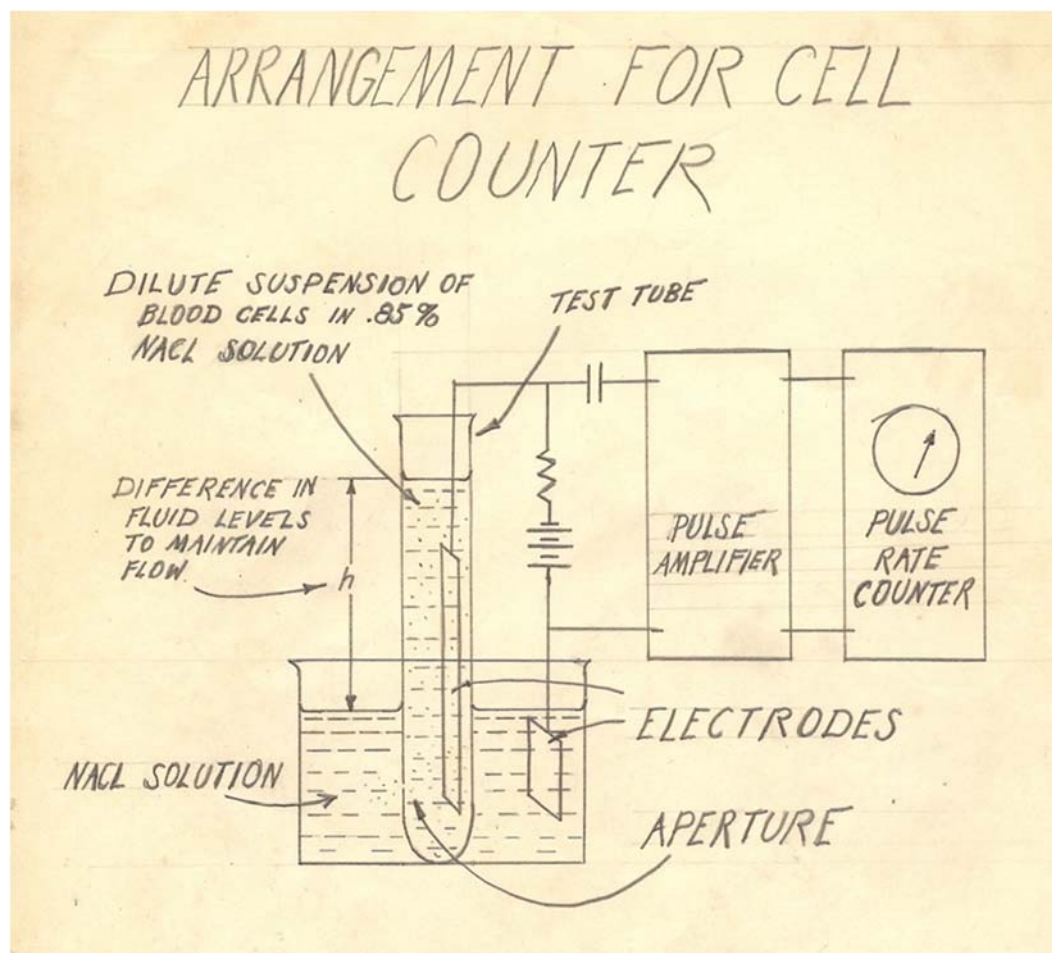 ARRANGEMENT FOR CELL
COUNTER
DILUTE SUSPENSION OF
BLOOD CELLS IN .85%
NACL SOLUTION
TEST TUBE
DIFFERENCE IN
FLUID LEVELS
TO MAINTAIN
FLOW
h
PULSE
AMPLIFIER
PULSE
RATE
COUNTER
ELECTRODES
NACL SOLUTION
APERTURE